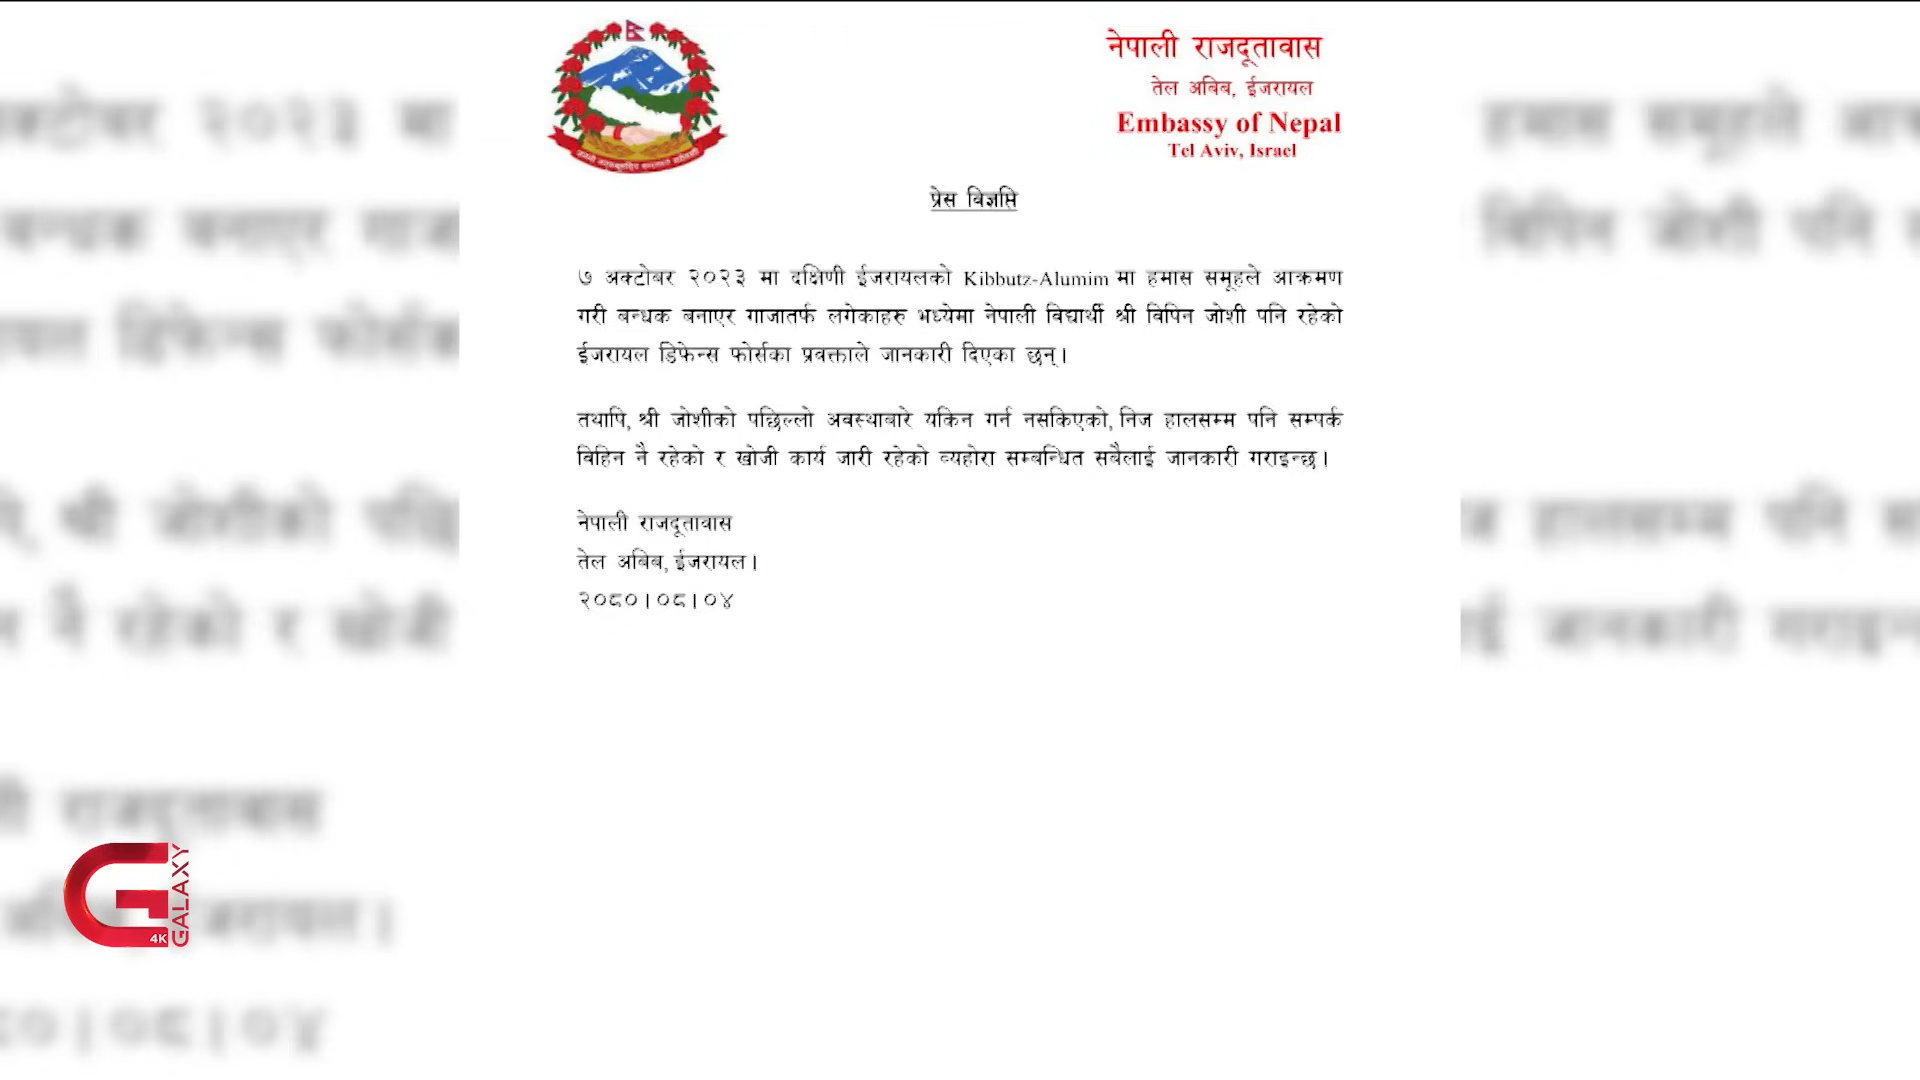 नेपाली राजदूतावास
तेल अबिब, ईजरायल
Embassy of Nepal
Tel Aviv, Israel
प्रेस विज्ञप्ति
७ अक्टोबर २०२३ मा दक्षिणी ईजरायलको Kibbutz-Alumim मा हमास समूहले आक्रमण
गरी बन्धक बनाएर गाजातर्फ लगेकाहरु भध्येमा नेपाली विद्यार्थी श्री विपिन जोशी पनि रहेको
ईजरायल डिफेन्स फोर्सका प्रवक्ताले जानकारी दिएका छन्।
तथापि, श्री जोशीको पछिल्लो अवस्थाबारे यकिन गर्न नसकिएको, निज हालसम्म पनि सम्पर्क
विहिन नै रहेको र खोजी कार्य जारी रहेको व्यहोरा सम्बन्धित सबैलाई जानकारी गराइन्छ।
नेपाली राजदूतावास
तेल अबिब, ईजरायल।
२०८०।०८।०४
GALAXY
4K